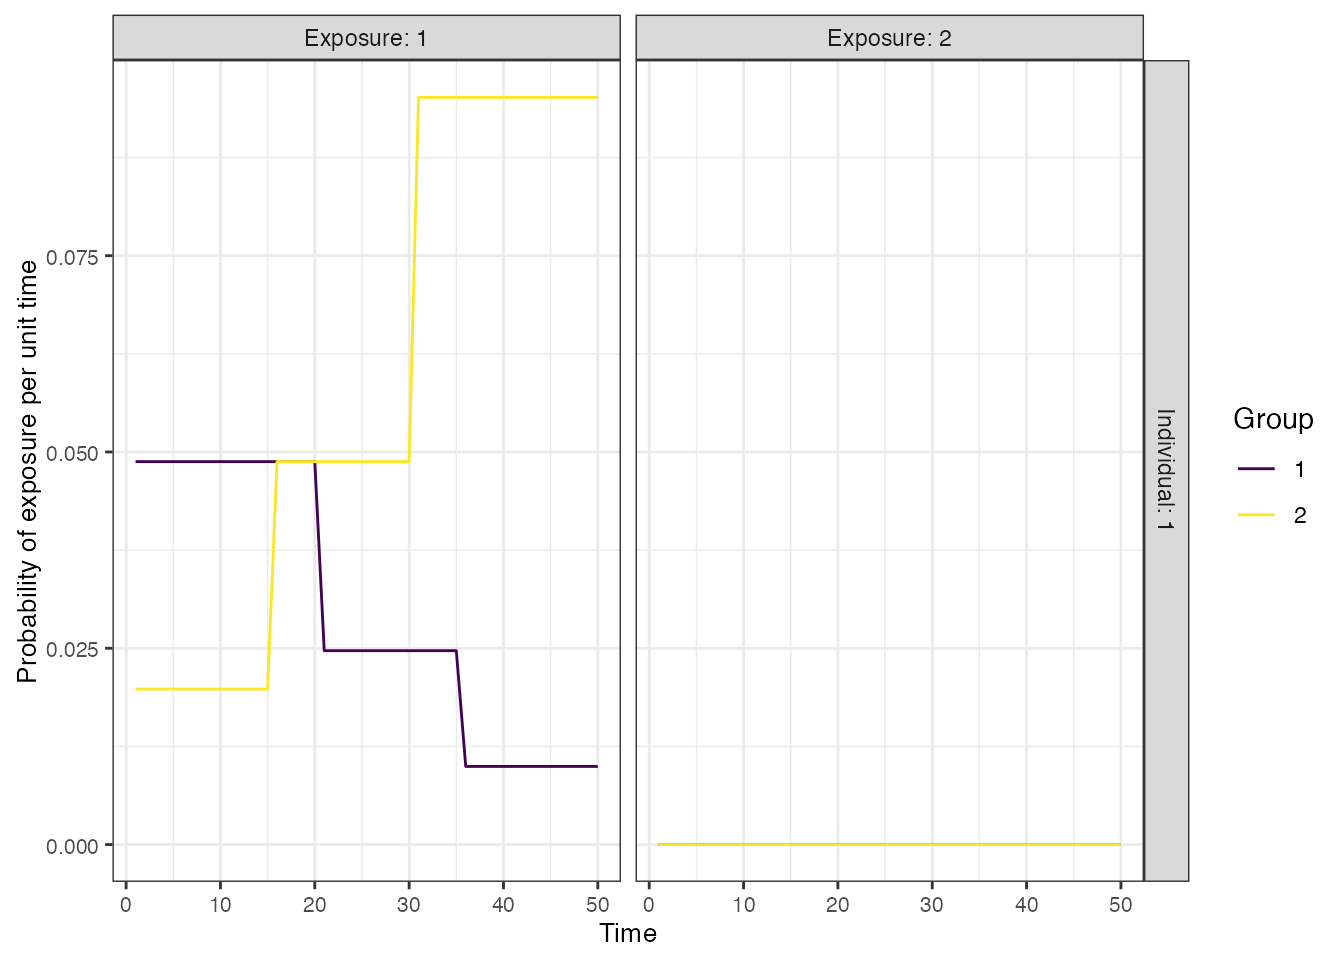 Exposure: 1
Exposure: 2
Individual: 1
Probability of exposure per unit time
0.075
0.050
0.025
0.000
0 10 20 30 40 50
0 10 20 30 40 50
Time
Group
1
2